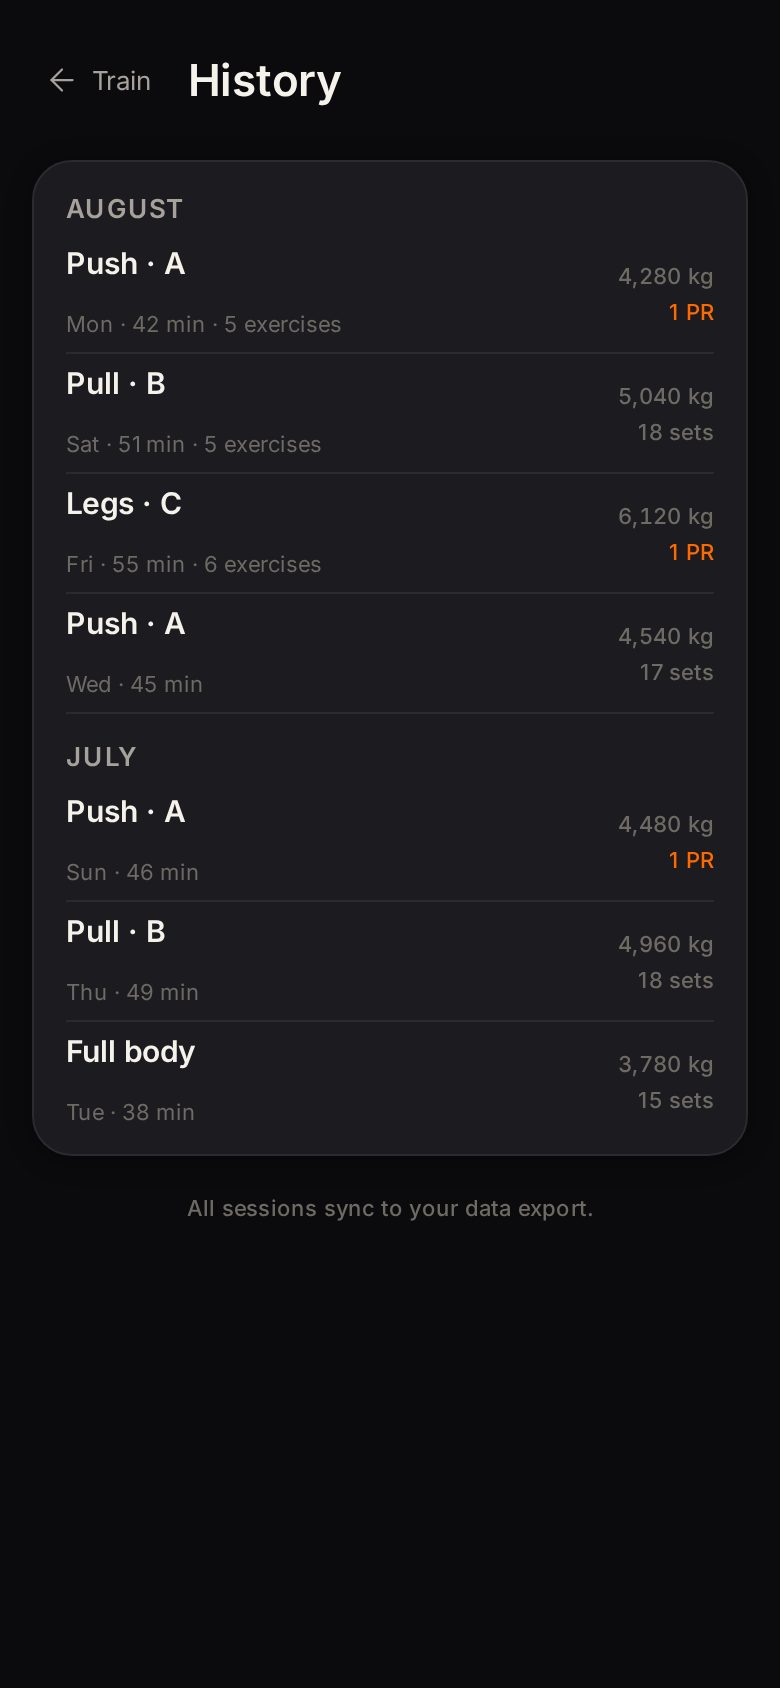 Train History
AUGUST
Push · A
4,280 kg
Mon · 42 min · 5 exercises
1 PR
Pull · B
5,040 kg
Sat · 51 min · 5 exercises
18 sets
Legs · C
6,120 kg
Fri · 55 min · 6 exercises
1 PR
Push · A
4,540 kg
Wed · 45 min
17 sets
JULY
Push · A
4,480 kg
Sun · 46 min
1 PR
Pull · B
4,960 kg
Thu · 49 min
18 sets
Full body
3,780 kg
Tue · 38 min
15 sets
All sessions sync to your data export.